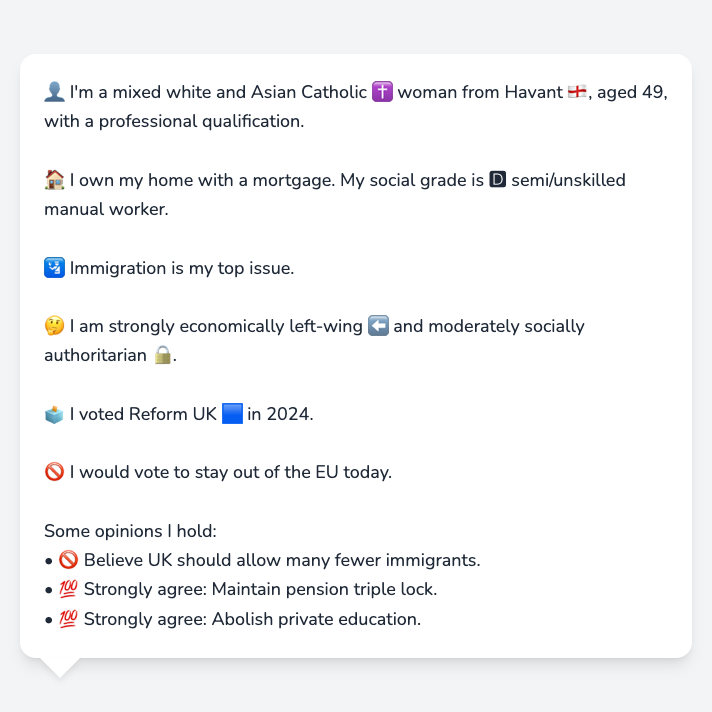 👤 I'm a mixed white and Asian Catholic ✝️ woman from Havant 🏴󠁧󠁢󠁥󠁮󠁧󠁿, aged 49,
with a professional qualification.
🏠 I own my home with a mortgage. My social grade is 🅳 semi/unskilled
manual worker.
🛂 Immigration is my top issue.
🤔 I am strongly economically left-wing ⬅️ and moderately socially
authoritarian 🔒.
🗳️ I voted Reform UK 🟦 in 2024.
🚫 I would vote to stay out of the EU today.
Some opinions I hold:
• 🚫 Believe UK should allow many fewer immigrants.
• 💯 Strongly agree: Maintain pension triple lock.
• 💯 Strongly agree: Abolish private education.